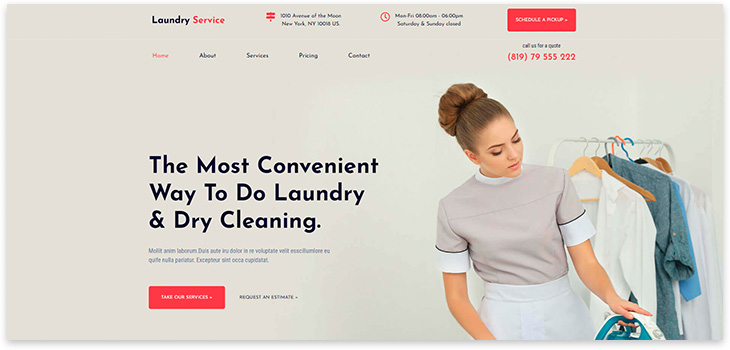 Laundry Service
1010 Avenue of the Moon
New York, NY 10018 US.
Mon-Fri 08:00am - 06:00pm
Saturday & Sunday closed
SCHEDULE A PICKUP »
call us for a quote
(819) 79 555 222
Home About Services Pricing Contact
The Most Convenient
Way To Do Laundry
& Dry Cleaning.
Mollit anim laborum.Duis aute iru dolor in re voluptate velit esscillumlore eu
quife nulla pariatur. Excepteur sint occa cupidatat.
TAKE OUR SERVICES » REQUEST AN ESTIMATE »